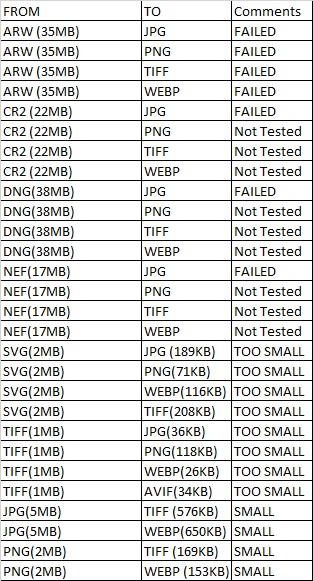 FROM TO Comments
ARW (35MB) JPG FAILED
ARW (35MB) PNG FAILED
ARW (35MB) TIFF FAILED
ARW (35MB) WEBP FAILED
CR2 (22MB) JPG FAILED
CR2 (22MB) PNG Not Tested
CR2 (22MB) TIFF Not Tested
CR2 (22MB) WEBP Not Tested
DNG(38MB) JPG FAILED
DNG(38MB) PNG Not Tested
DNG(38MB) TIFF Not Tested
DNG(38MB) WEBP Not Tested
NEF(17MB) JPG FAILED
NEF(17MB) PNG Not Tested
NEF(17MB) TIFF Not Tested
NEF(17MB) WEBP Not Tested
SVG(2MB) JPG (189KB) TOO SMALL
SVG(2MB) PNG(71KB) TOO SMALL
SVG(2MB) WEBP(116KB) TOO SMALL
SVG(2MB) TIFF(208KB) TOO SMALL
TIFF(1MB) JPG(36KB) TOO SMALL
TIFF(1MB) PNG(118KB) TOO SMALL
TIFF(1MB) WEBP(26KB) TOO SMALL
TIFF(1MB) AVIF(34KB) TOO SMALL
JPG(5MB) TIFF (576KB) SMALL
JPG(5MB) WEBP(650KB) SMALL
PNG(2MB) TIFF (169KB) SMALL
PNG(2MB) WEBP (153KB) SMALL